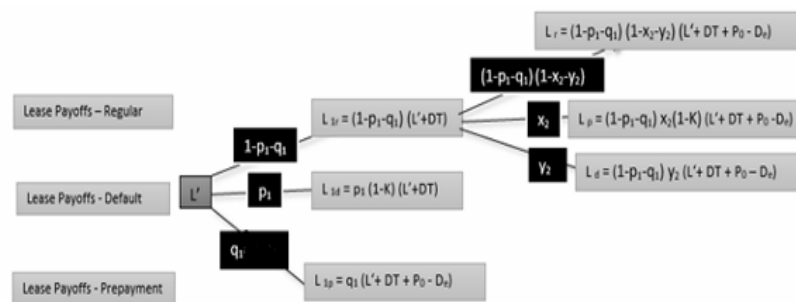 L r = (1-p₁-q₁) (1-x₂-y₂) (L'+ DT + P₀ - Dₑ)
(1-p₁-q₁) (1-x₂-y₂)
Lease Payoffs – Regular
L 1r = (1-p₁-q₁) (L'+DT)
x₂
L p = (1-p₁-q₁) x₂(1-K) (L'+ DT + P₀ - Dₑ)
1-p₁-q₁
y₂
L d = (1-p₁-q₁) y₂ (L'+ DT + P₀ – Dₑ)
Lease Payoffs - Default
L'
p₁
L 1d = p₁ (1-K) (L'+DT)
q₁
Lease Payoffs - Prepayment
L 1p = q₁ (L'+ DT + P₀ - Dₑ)